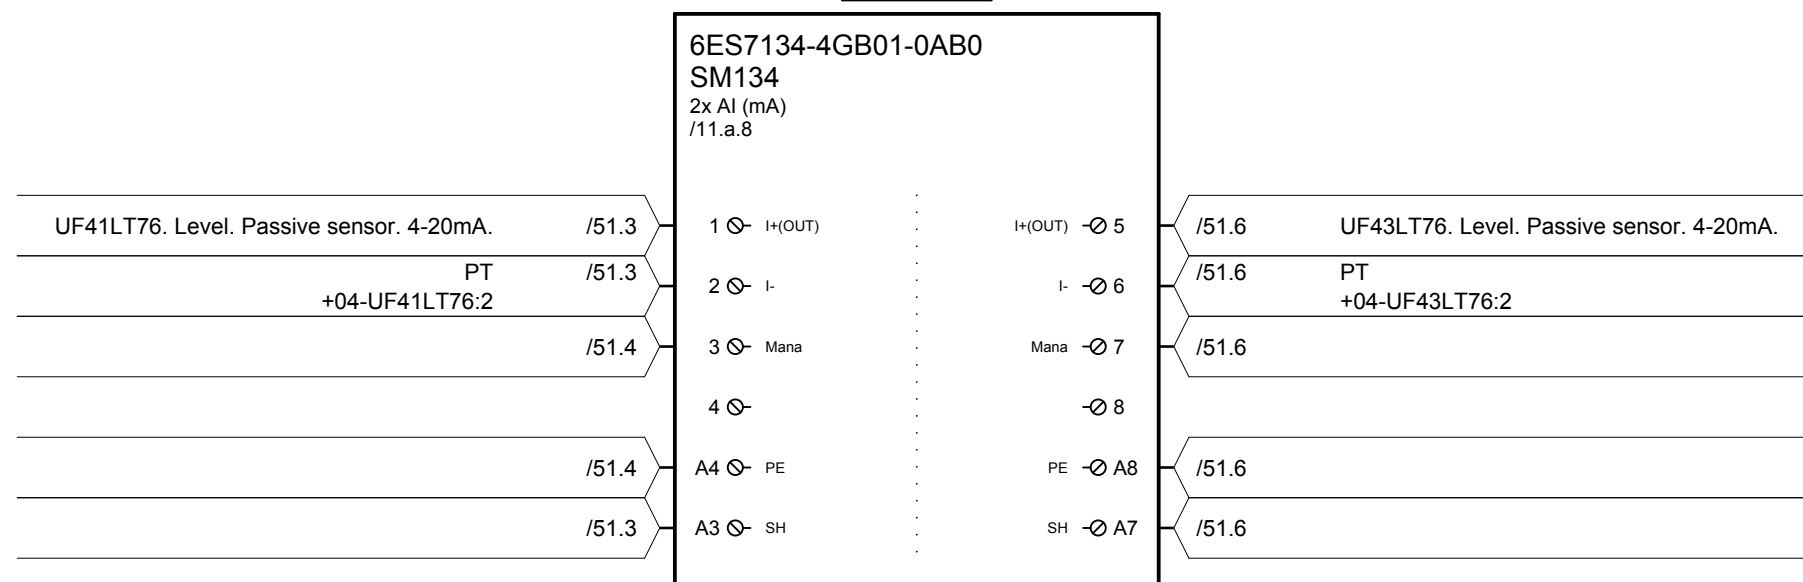 6ES7134-4GB01-0AB0
SM134
2x AI (mA)
/11.a.8
UF41LT76. Level. Passive sensor. 4-20mA. /51.3 1 I+(OUT) I+(OUT) 5 /51.6 UF43LT76. Level. Passive sensor. 4-20mA.
PT /51.3 2 I- I- 6 /51.6 PT
+04-UF41LT76:2 +04-UF43LT76:2
/51.4 3 Mana Mana 7 /51.6
4 8
/51.4 A4 PE PE A8 /51.6
/51.3 A3 SH SH A7 /51.6